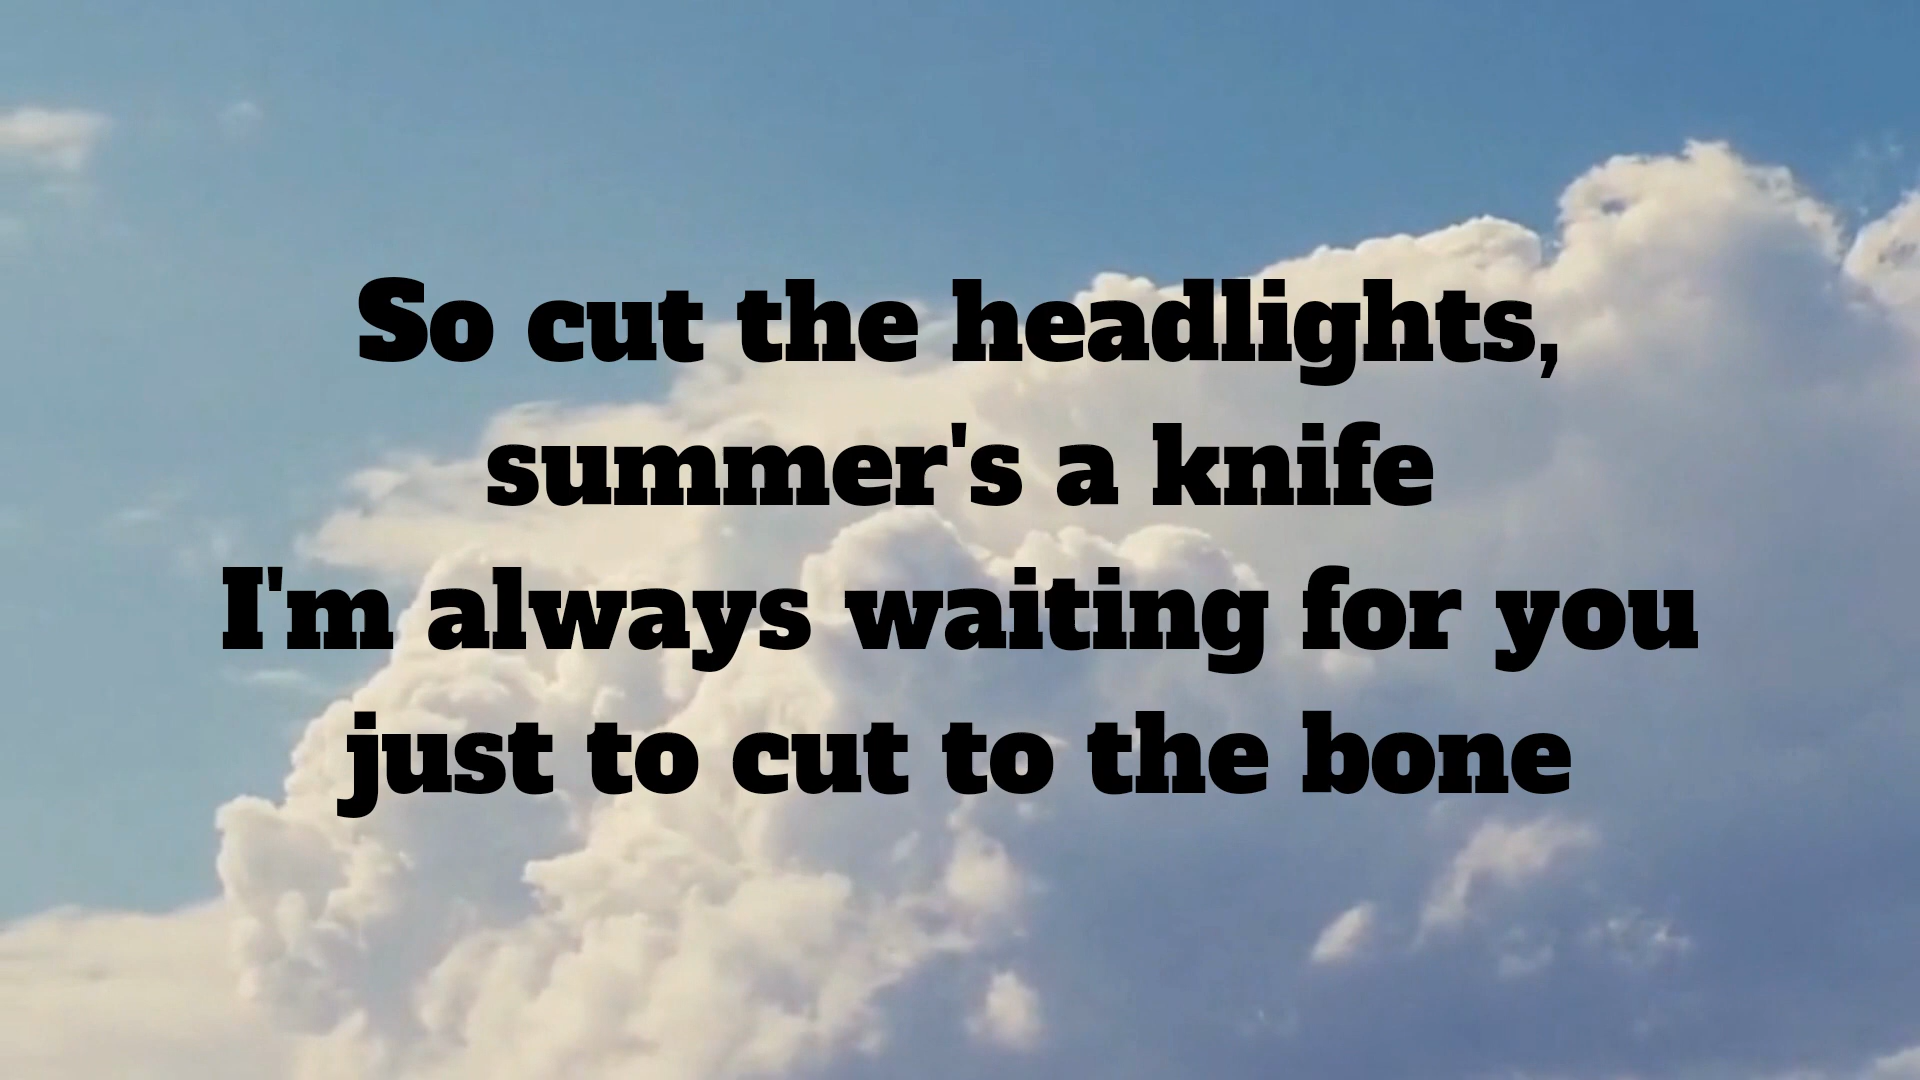 So cut the headlights,
summer's a knife
I'm always waiting for you
just to cut to the bone